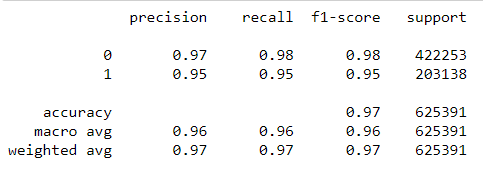 precision recall f1-score support
0 0.97 0.98 0.98 422253
1 0.95 0.95 0.95 203138
accuracy 0.97 625391
macro avg 0.96 0.96 0.96 625391
weighted avg 0.97 0.97 0.97 625391